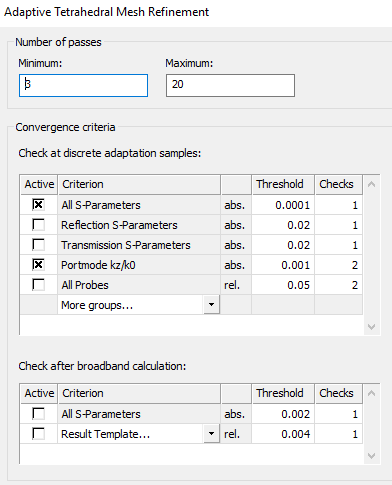 Adaptive Tetrahedral Mesh Refinement
Number of passes
Minimum: Maximum:
3 20
Convergence criteria
Check at discrete adaptation samples:
Active Criterion Threshold Checks
All S-Parameters abs. 0.0001 1
Reflection S-Parameters abs. 0.02 1
Transmission S-Parameters abs. 0.02 1
Portmode kz/k0 abs. 0.001 2
All Probes rel. 0.05 2
More groups...
Check after broadband calculation:
Active Criterion Threshold Checks
All S-Parameters abs. 0.002 1
Result Template... rel. 0.004 1